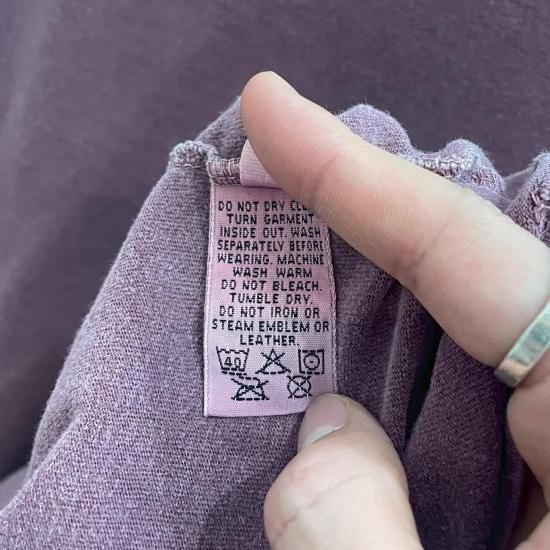 DO NOT DRY
TURN GARMENT
INSIDE OUT. WASH
SEPARATELY BEFORE
WEARING. MACHINE
WASH WARM
DO NOT BLEACH.
TUMBLE DRY.
DO NOT IRON OR
STEAM EMBLEM OR
LEATHER.
40